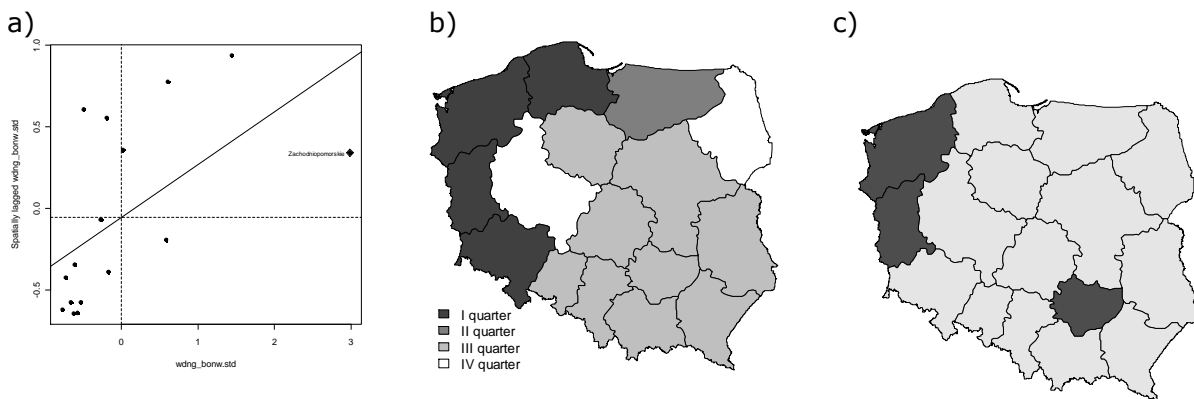 a)
b)
c)
Spatially lagged wdng_bonw.std
1.0
0.5
0.0
-0.5
Zachodniopomorskie
0 1 2 3
wdng_bonw.std
I quarter
II quarter
III quarter
IV quarter